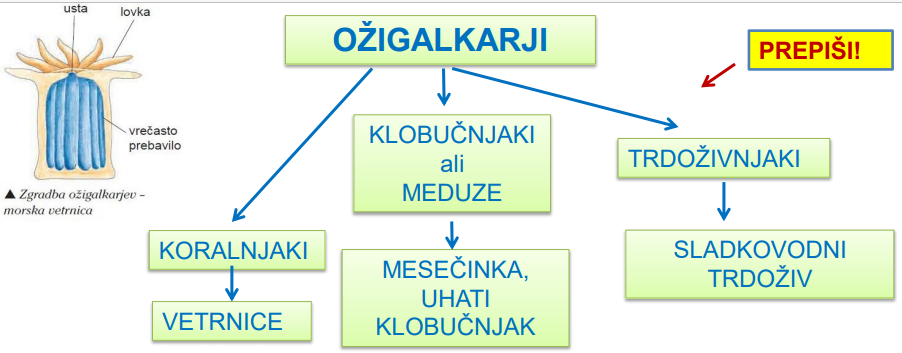 usta
lovka
vrečasto
prebavilo
▲ Zgradba ožigalkarjev –
morska vetrnica
OŽIGALKARJI
PREPIŠI!
KORALNJAKI
VETRNICE
KLOBUČNJAKI
ali
MEDUZE
MESEČINKA,
UHATI
KLOBUČNJAK
TRDOŽIVNJAKI
SLADKOVODNI
TRDOŽIV